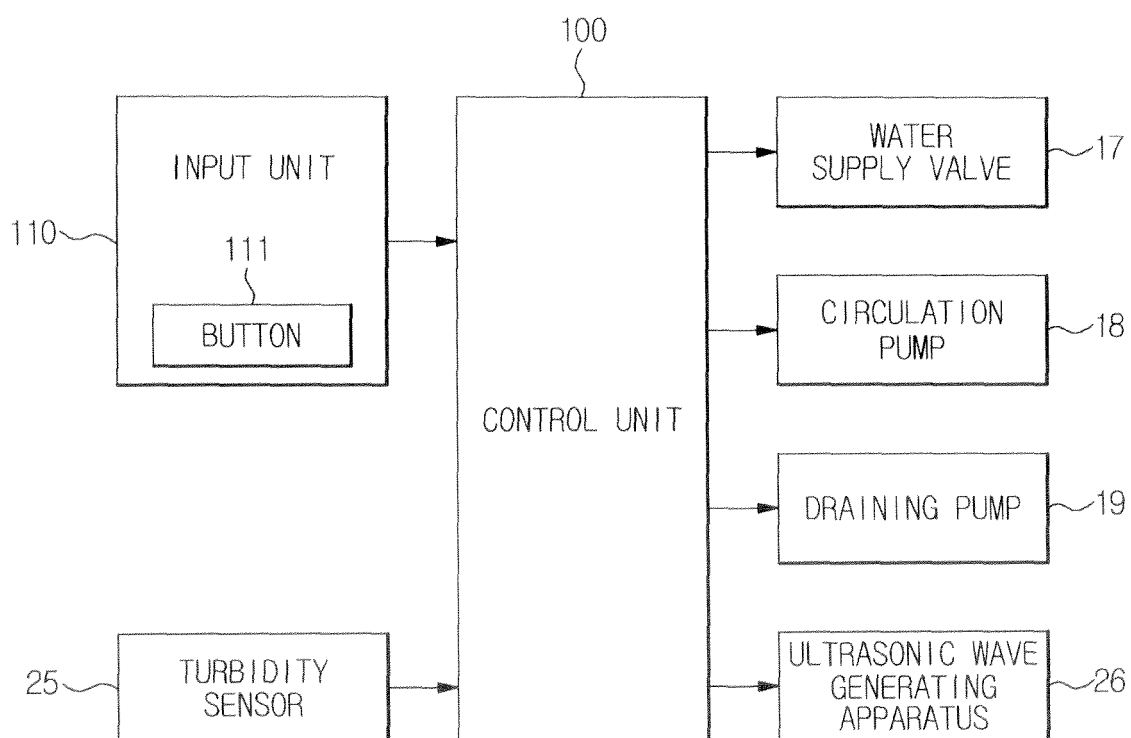 100
INPUT UNIT
110
111
BUTTON
CONTROL UNIT
WATER
SUPPLY VALVE
17
CIRCULATION
PUMP
18
DRAINING PUMP
19
25
TURBIDITY
SENSOR
ULTRASONIC WAVE
GENERATING
APPARATUS
26